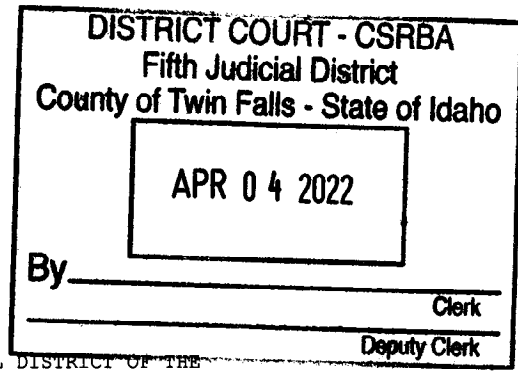 DISTRICT COURT - CSRBA
Fifth Judicial District
County of Twin Falls - State of Idaho
APR 04 2022
By
Clerk
Deputy Clerk
DISTRICT OF THE